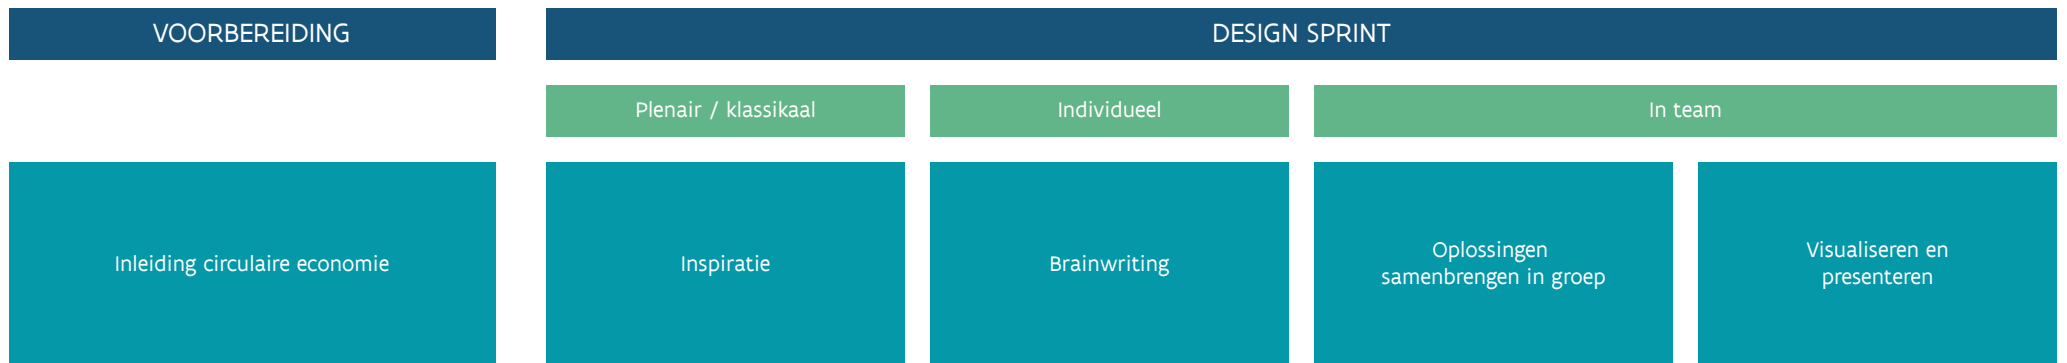 VOORBEREIDING
DESIGN SPRINT
Plenair / klassikaal
Individueel
In team
Inleiding circulaire economie
Inspiratie
Brainwriting
Oplossingen
samenbrengen in groep
Visualiseren en
presenteren